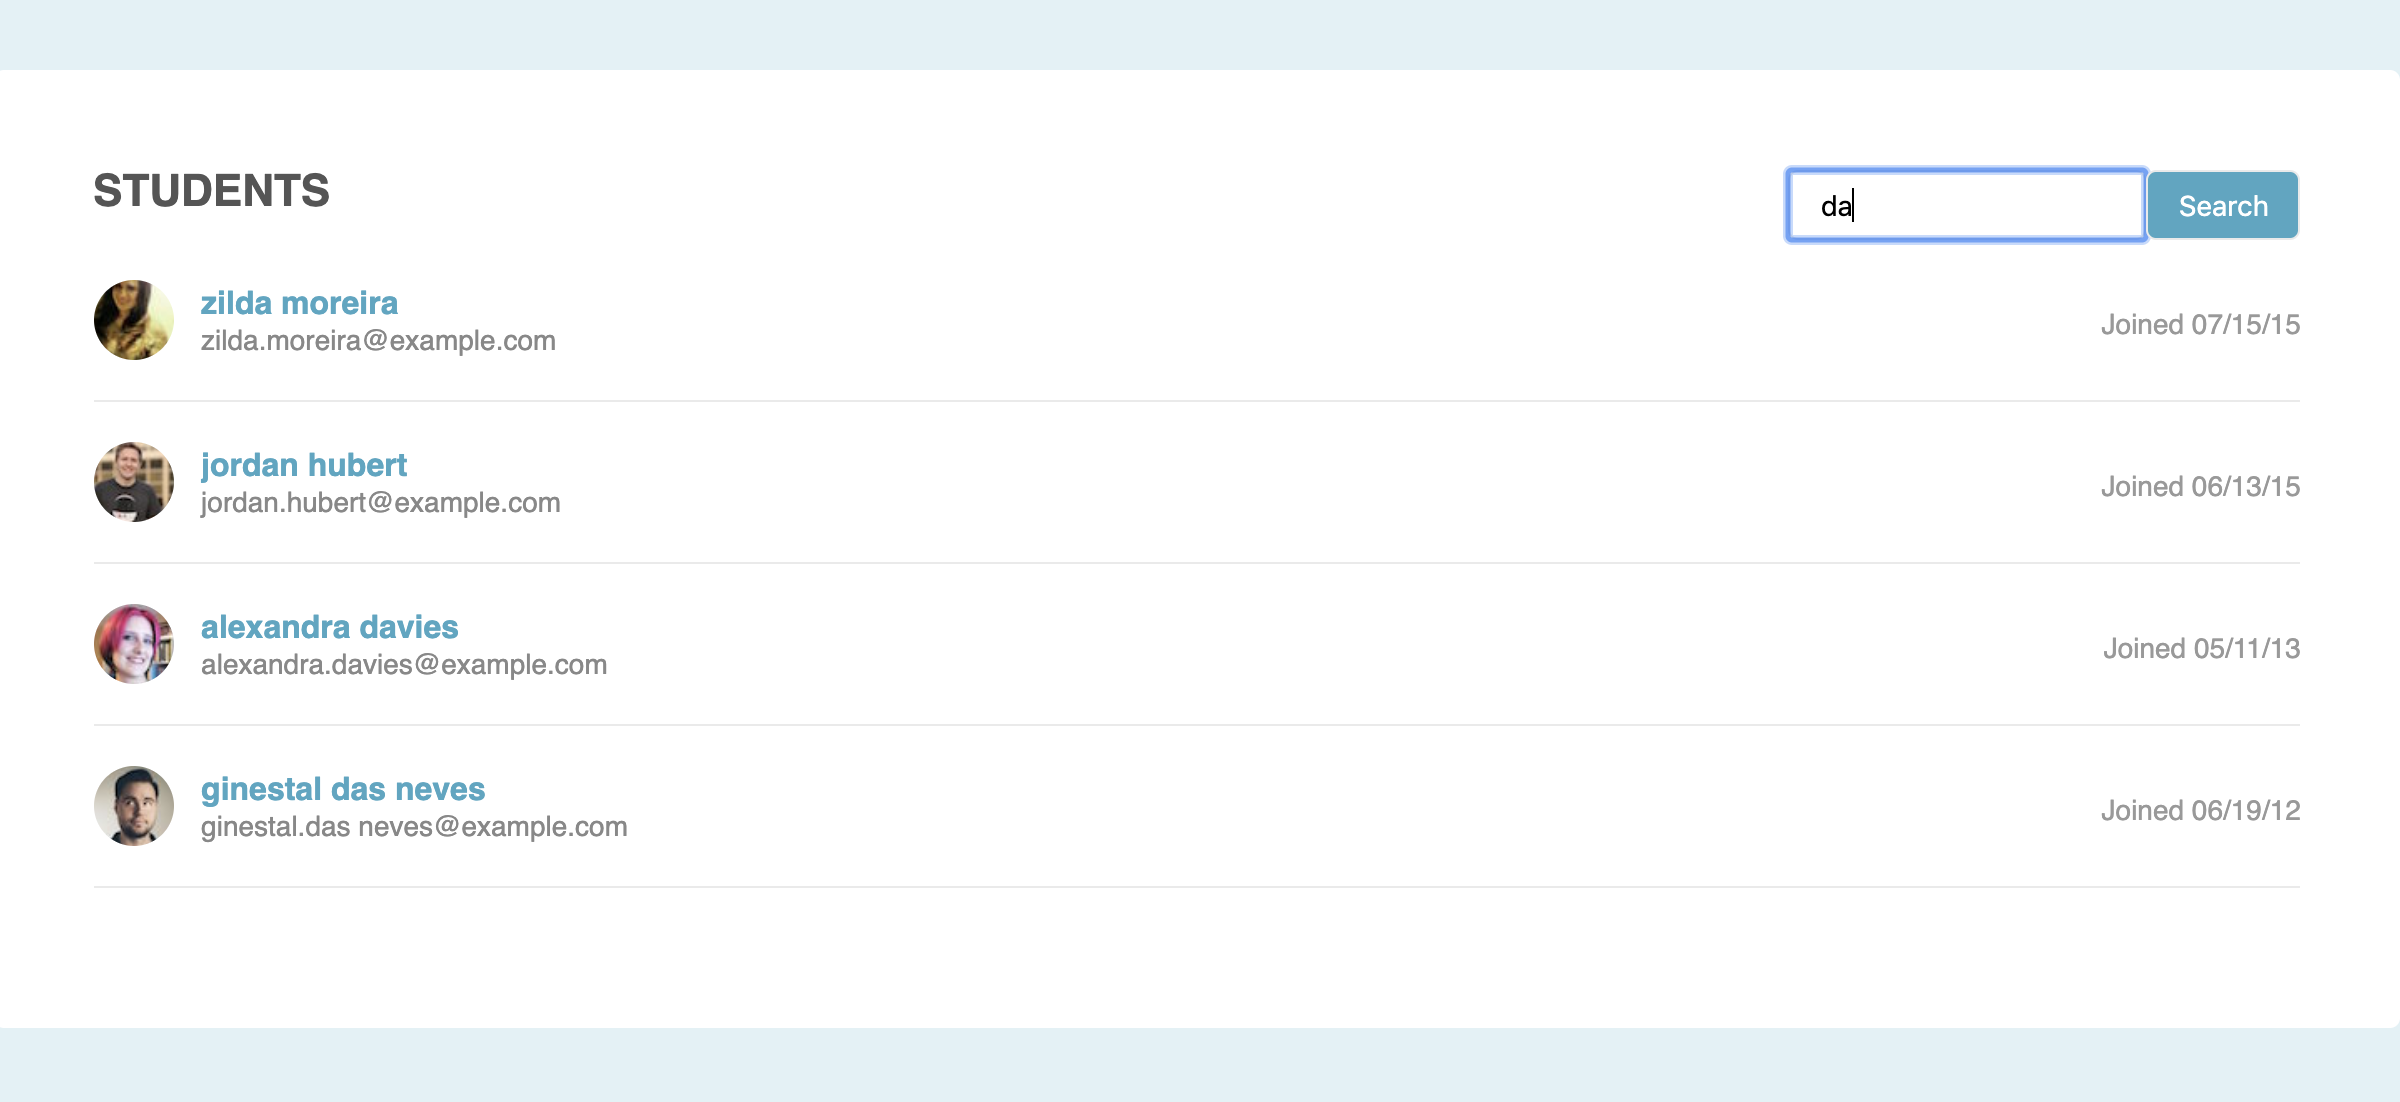 STUDENTS
da
Search
zilda moreira
zilda.moreira@example.com
Joined 07/15/15
jordan hubert
jordan.hubert@example.com
Joined 06/13/15
alexandra davies
alexandra.davies@example.com
Joined 05/11/13
ginestal das neves
ginestal.das neves@example.com
Joined 06/19/12